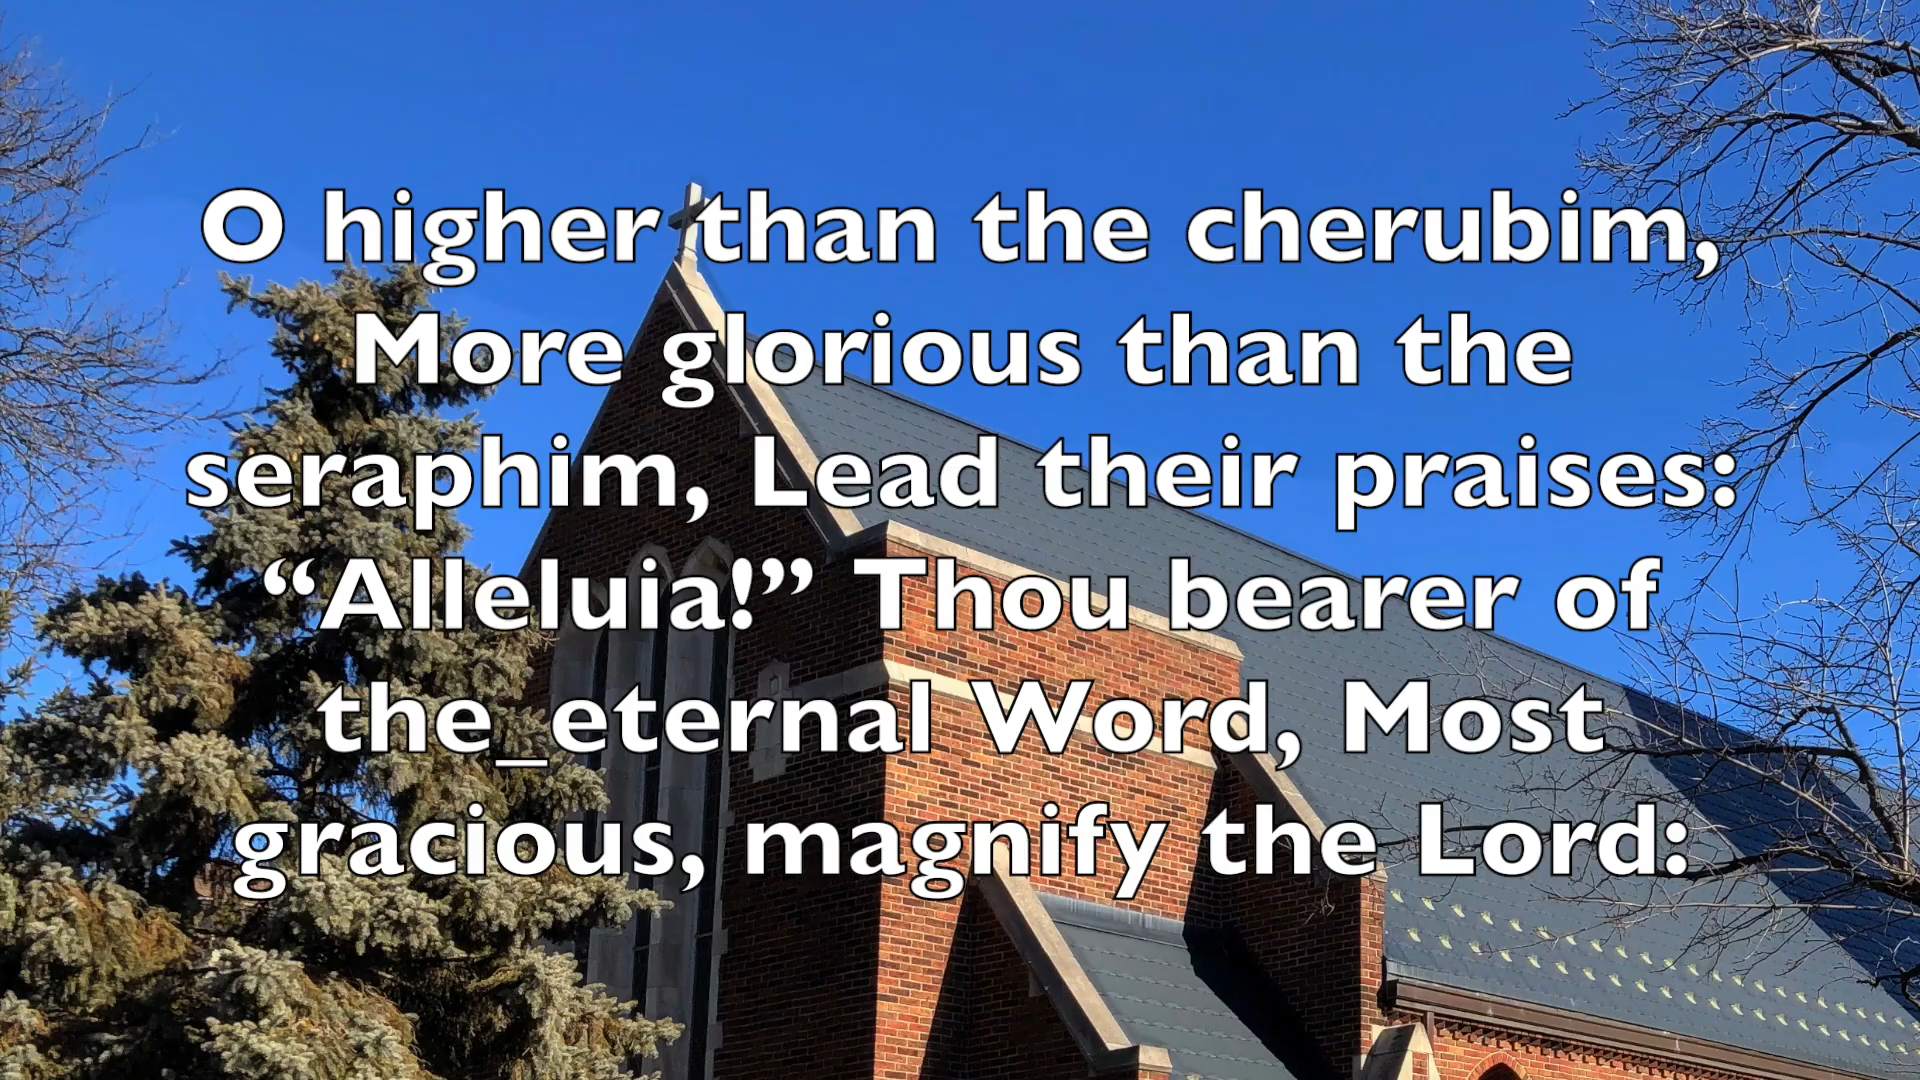 O higher than the cherubim,
More glorious than the
seraphim, Lead their praises:
“Alleluia!” Thou bearer of
the_eternal Word, Most
gracious, magnify the Lord: